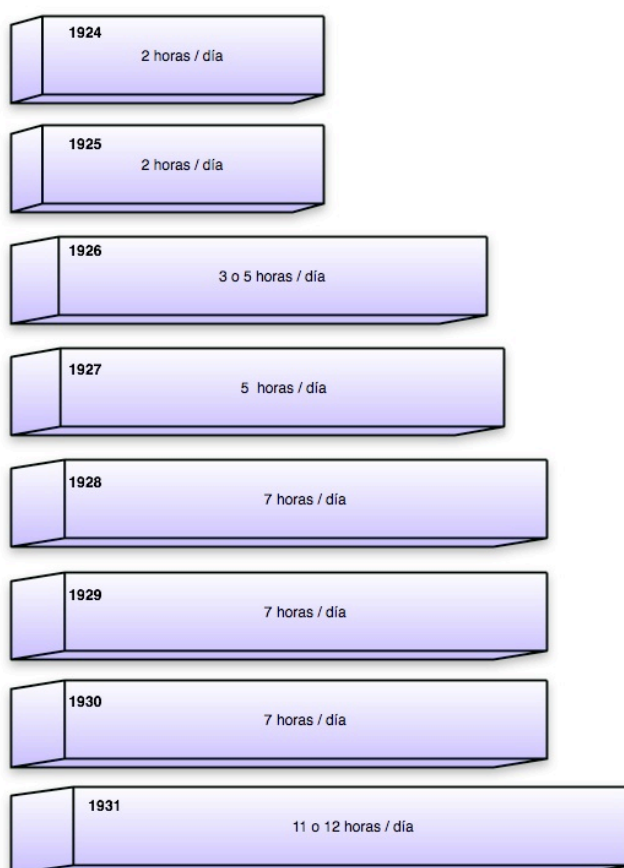 1924
2 horas / día
1925
2 horas / día
1926
3 o 5 horas / día
1927
5 horas / día
1928
7 horas / día
1929
7 horas / día
1930
7 horas / día
1931
11 o 12 horas / día